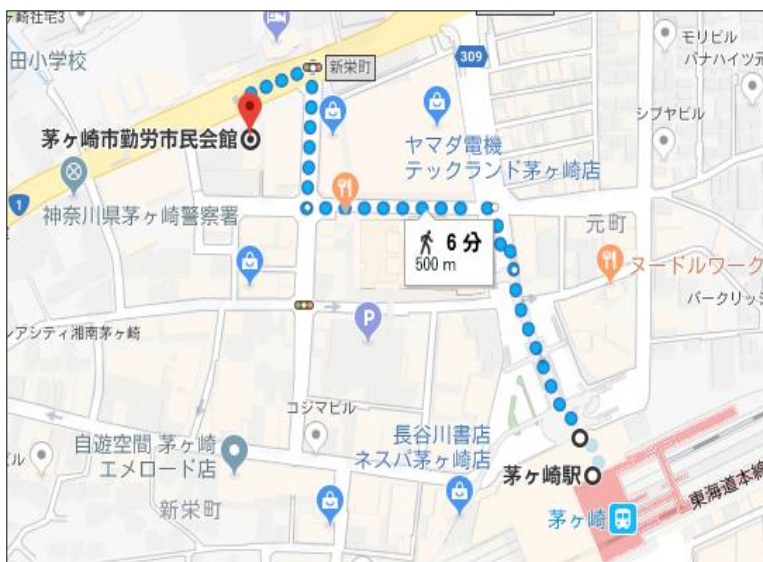 ヶ崎社宅3
田小学校
新栄町
309
モリビル
パナハイツ元
シブヤビル
茅ヶ崎市勤労市民会館
ヤマダ電機
テックランド茅ヶ崎店
1
神奈川県茅ヶ崎警察署
元町
6 分
500 m
ヌードルワーク
P
パークリッジ
ンアシティ湘南茅ヶ崎
コジマビル
長谷川書店
ネスパ茅ヶ崎店
自遊空間 茅ヶ崎
エメロード店
ビル
茅ヶ崎駅
東海道本線
新栄町
茅ヶ崎